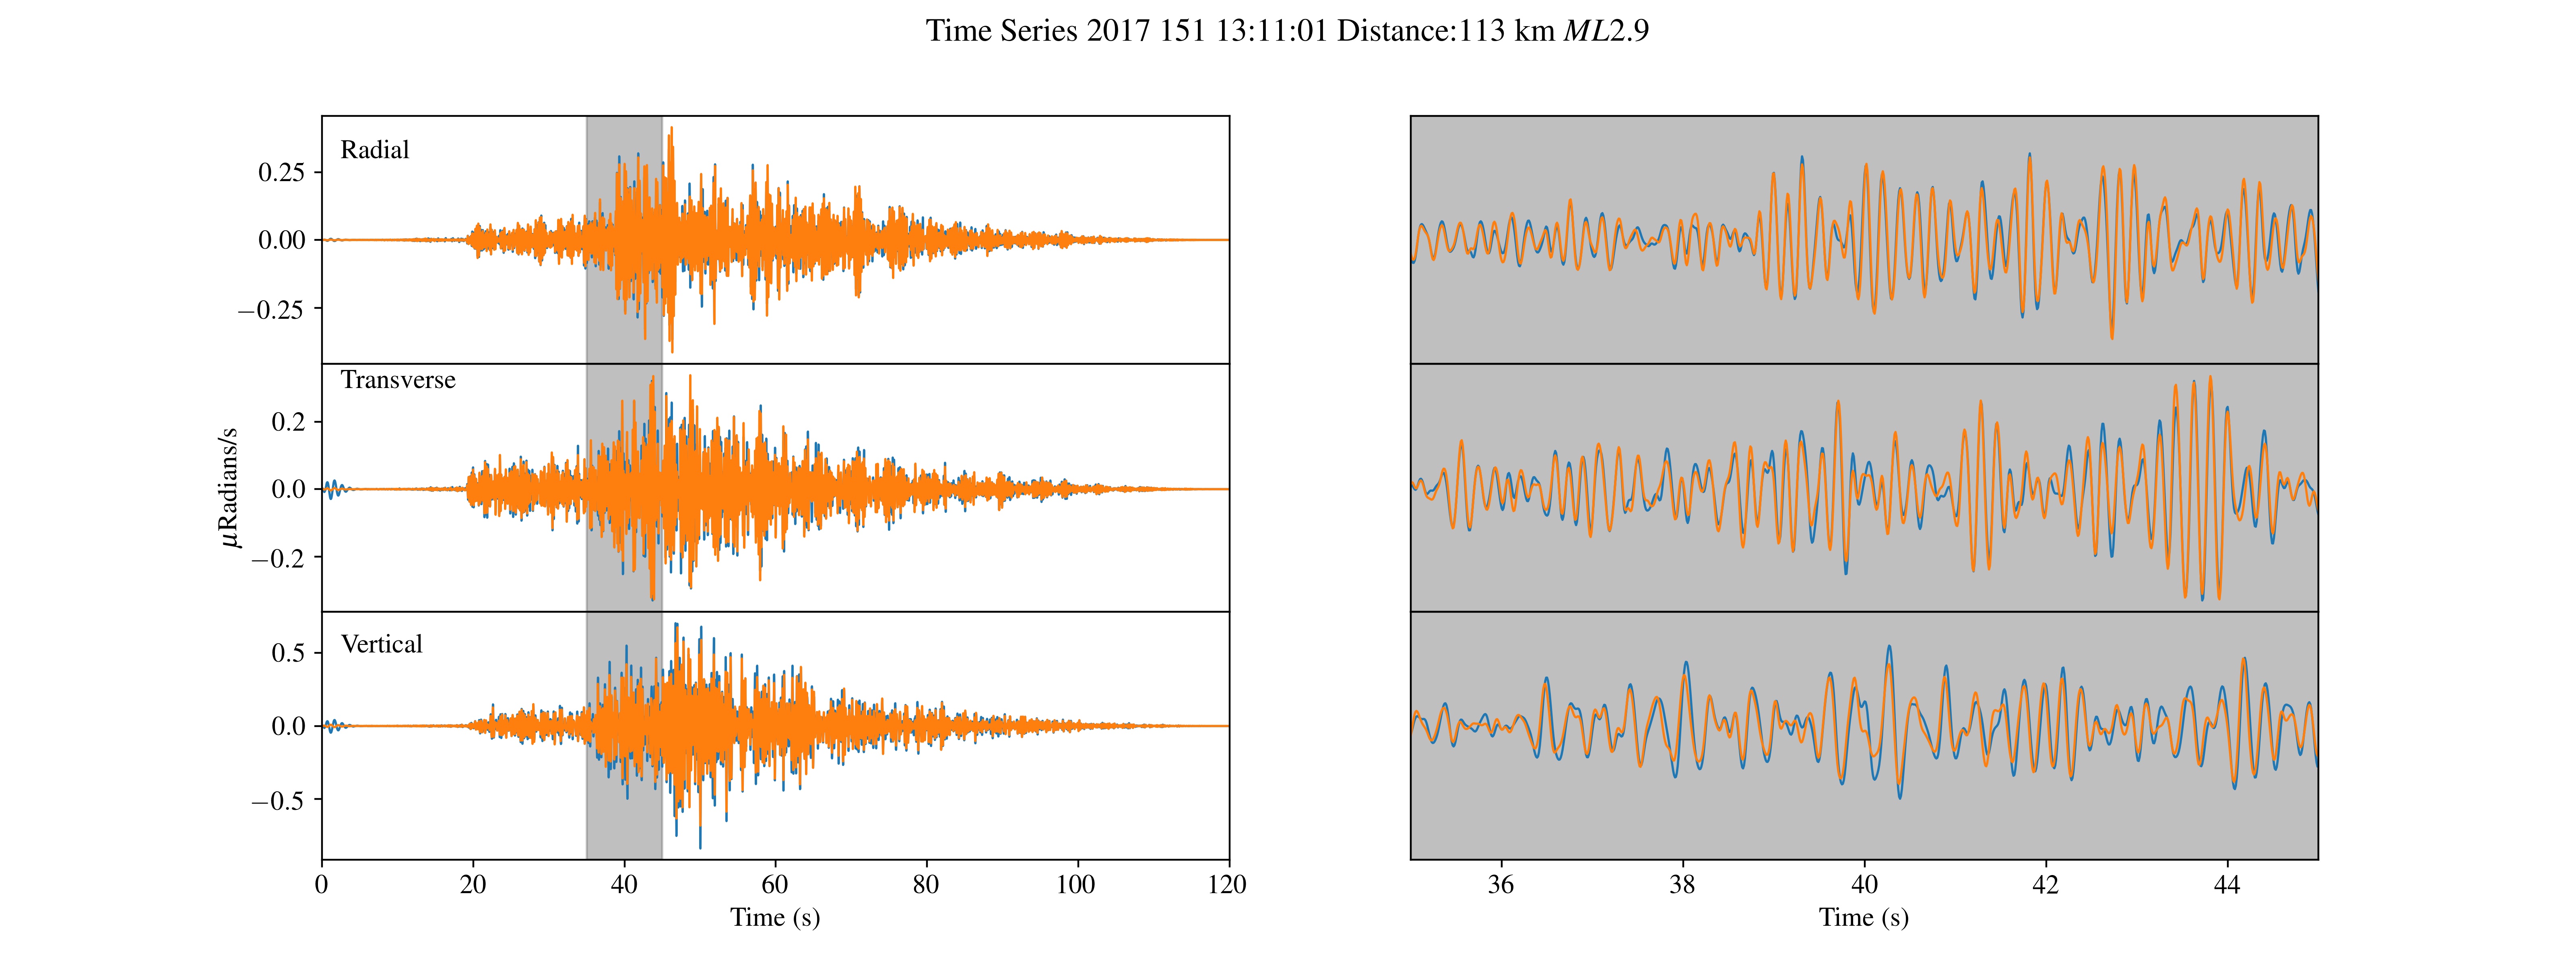 Time Series 2017 151 13:11:01 Distance:113 km ML2.9
Radial
0.25
0.00
−0.25
Transverse
0.2
0.0
−0.2
μRadians/s
Vertical
0.5
0.0
−0.5
0 20 40 60 80 100 120
Time (s)
36 38 40 42 44
Time (s)